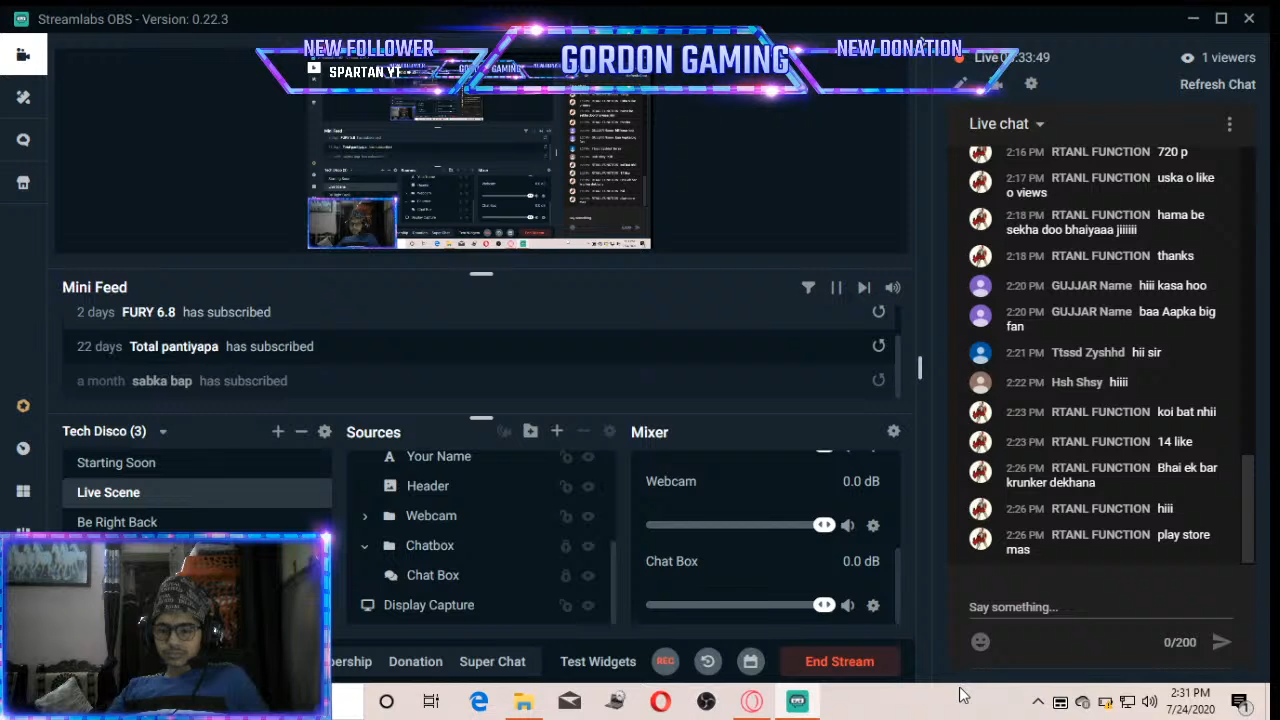 Streamlabs OBS - Version: 0.22.3
NEW FOLLOWER
SPARTAN YT
GORDON GAMING
NEW DONATION
Live
33:49
1 viewers
Refresh Chat
Live chat
2:18 PM RTANL FUNCTION 720 p
2:17 PM RTANL FUNCTION uska o like
o views
2:18 PM RTANL FUNCTION hama be
sekha doo bhaiyaaa jiiiiiii
2:18 PM RTANL FUNCTION thanks
2:20 PM GUJJAR Name hiii kasa hoo
2:20 PM GUJJAR Name baa Aapka big
fan
2:21 PM Ttssd Zyshhd hii sir
2:22 PM Hsh Shsy hiiii
2:23 PM RTANL FUNCTION koi bat nhii
2:23 PM RTANL FUNCTION 14 like
2:26 PM RTANL FUNCTION Bhai ek bar
krunker dekhana
2:26 PM RTANL FUNCTION hiii
2:26 PM RTANL FUNCTION play store
mas
Say something...
0/200
Mini Feed
2 days FURY 6.8 has subscribed
22 days Total pantiyapa has subscribed
a month sabka bap has subscribed
Tech Disco (3)
Starting Soon
Live Scene
Be Right Back
Sources
Your Name
Header
Webcam
Chatbox
Chat Box
Display Capture
Mixer
Webcam 0.0 dB
Chat Box 0.0 dB
Donation
Super Chat
Test Widgets
REC
End Stream
7/24/2020